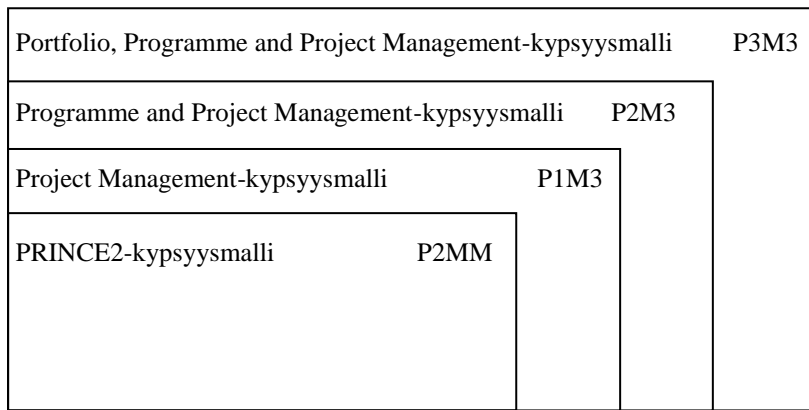 Portfolio, Programme and Project Management-kypsyysmalli P3M3
Programme and Project Management-kypsyysmalli P2M3
Project Management-kypsyysmalli P1M3
PRINCE2-kypsyysmalli P2MM